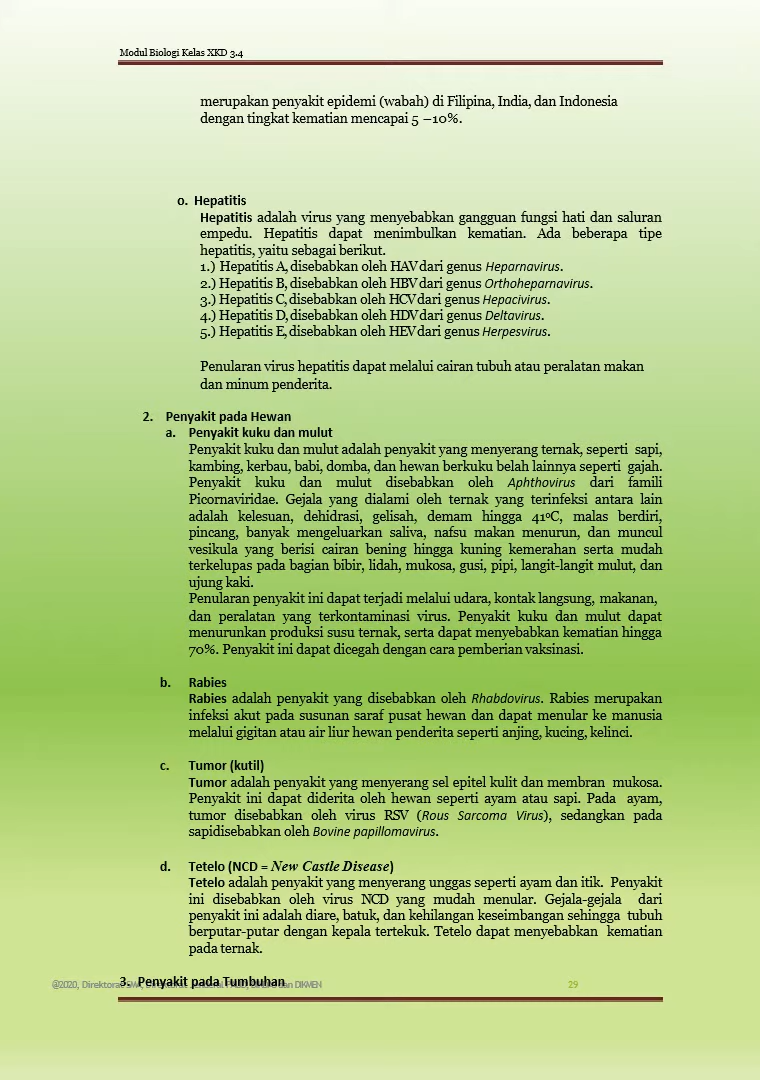 Modul Biologi Kelas XKD 3.4
merupakan penyakit epidemi (wabah) di Filipina, India, dan Indonesia
dengan tingkat kematian mencapai 5 –10%.
o. Hepatitis
Hepatitis adalah virus yang menyebabkan gangguan fungsi hati dan saluran
empedu. Hepatitis dapat menimbulkan kematian. Ada beberapa tipe
hepatitis, yaitu sebagai berikut.
1.) Hepatitis A, disebabkan oleh HAV dari genus Heparnavirus.
2.) Hepatitis B, disebabkan oleh HBV dari genus Orthoheparnavirus.
3.) Hepatitis C, disebabkan oleh HCV dari genus Hepacivirus.
4.) Hepatitis D, disebabkan oleh HDV dari genus Deltavirus.
5.) Hepatitis E, disebabkan oleh HEV dari genus Herpesvirus.
Penularan virus hepatitis dapat melalui cairan tubuh atau peralatan makan
dan minum penderita.
2. Penyakit pada Hewan
a. Penyakit kuku dan mulut
Penyakit kuku dan mulut adalah penyakit yang menyerang ternak, seperti sapi,
kambing, kerbau, babi, domba, dan hewan berkuku belah lainnya seperti gajah.
Penyakit kuku dan mulut disebabkan oleh Aphthovirus dari famili
Picornaviridae. Gejala yang dialami oleh ternak yang terinfeksi antara lain
adalah kelesuan, dehidrasi, gelisah, demam hingga 41ºC, malas berdiri,
pincang, banyak mengeluarkan saliva, nafsu makan menurun, dan muncul
vesikula yang berisi cairan bening hingga kuning kemerahan serta mudah
terkelupas pada bagian bibir, lidah, mukosa, gusi, pipi, langit-langit mulut, dan
ujung kaki.
Penularan penyakit ini dapat terjadi melalui udara, kontak langsung, makanan,
dan peralatan yang terkontaminasi virus. Penyakit kuku dan mulut dapat
menurunkan produksi susu ternak, serta dapat menyebabkan kematian hingga
70%. Penyakit ini dapat dicegah dengan cara pemberian vaksinasi.
b. Rabies
Rabies adalah penyakit yang disebabkan oleh Rhabdovirus. Rabies merupakan
infeksi akut pada susunan saraf pusat hewan dan dapat menular ke manusia
melalui gigitan atau air liur hewan penderita seperti anjing, kucing, kelinci.
c. Tumor (kutil)
Tumor adalah penyakit yang menyerang sel epitel kulit dan membran mukosa.
Penyakit ini dapat diderita oleh hewan seperti ayam atau sapi. Pada ayam,
tumor disebabkan oleh virus RSV (Rous Sarcoma Virus), sedangkan pada
sapidisebabkan oleh Bovine papillomavirus.
d. Tetelo (NCD = New Castle Disease)
Tetelo adalah penyakit yang menyerang unggas seperti ayam dan itik. Penyakit
ini disebabkan oleh virus NCD yang mudah menular. Gejala-gejala dari
penyakit ini adalah diare, batuk, dan kehilangan keseimbangan sehingga tubuh
berputar-putar dengan kepala tertekuk. Tetelo dapat menyebabkan kematian
pada ternak.
3. Penyakit pada Tumbuhan
@2020, Direktorat SMA, dan DIKMEN 29